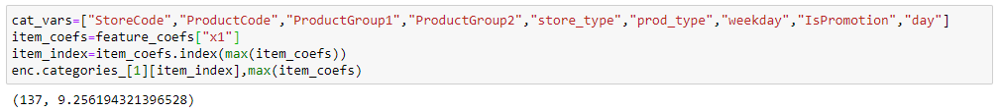 cat_vars=["StoreCode","ProductCode","ProductGroup1","ProductGroup2","store_type","prod_type","weekday","IsPromotion","day"]
item_coefs=feature_coefs["x1"]
item_index=item_coefs.index(max(item_coefs))
enc.categories_[1][item_index],max(item_coefs)
(137, 9.256194321396528)